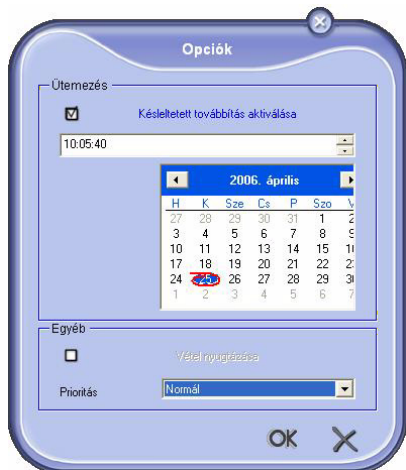 Opciók
Ütemezés
Késleltetett továbbítás aktiválása
10:05:40
2006. április
H K Sze Cs P Szo
27 28 29 30 31 1 2
3 4 5 6 7 8
10 11 12 13 14 15
17 18 19 20 21 22
24 25 26 27 28 29
1 2 3 4 5 6
Egyéb
Vétel nyugtázása
Prioritás
Normál
OK